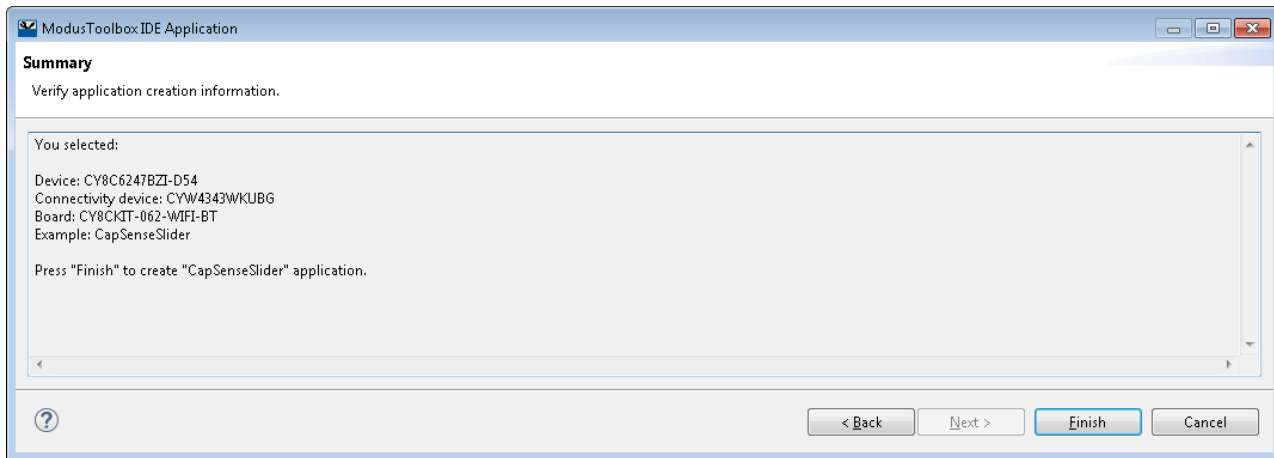 ModusToolbox IDE Application
Summary
Verify application creation information.
You selected:
Device: CY8C6247BZI-D54
Connectivity device: CYW4343WKUBG
Board: CY8CKIT-062-WIFI-BT
Example: CapSenseSlider
Press "Finish" to create "CapSenseSlider" application.
?
< Back Next > Finish Cancel